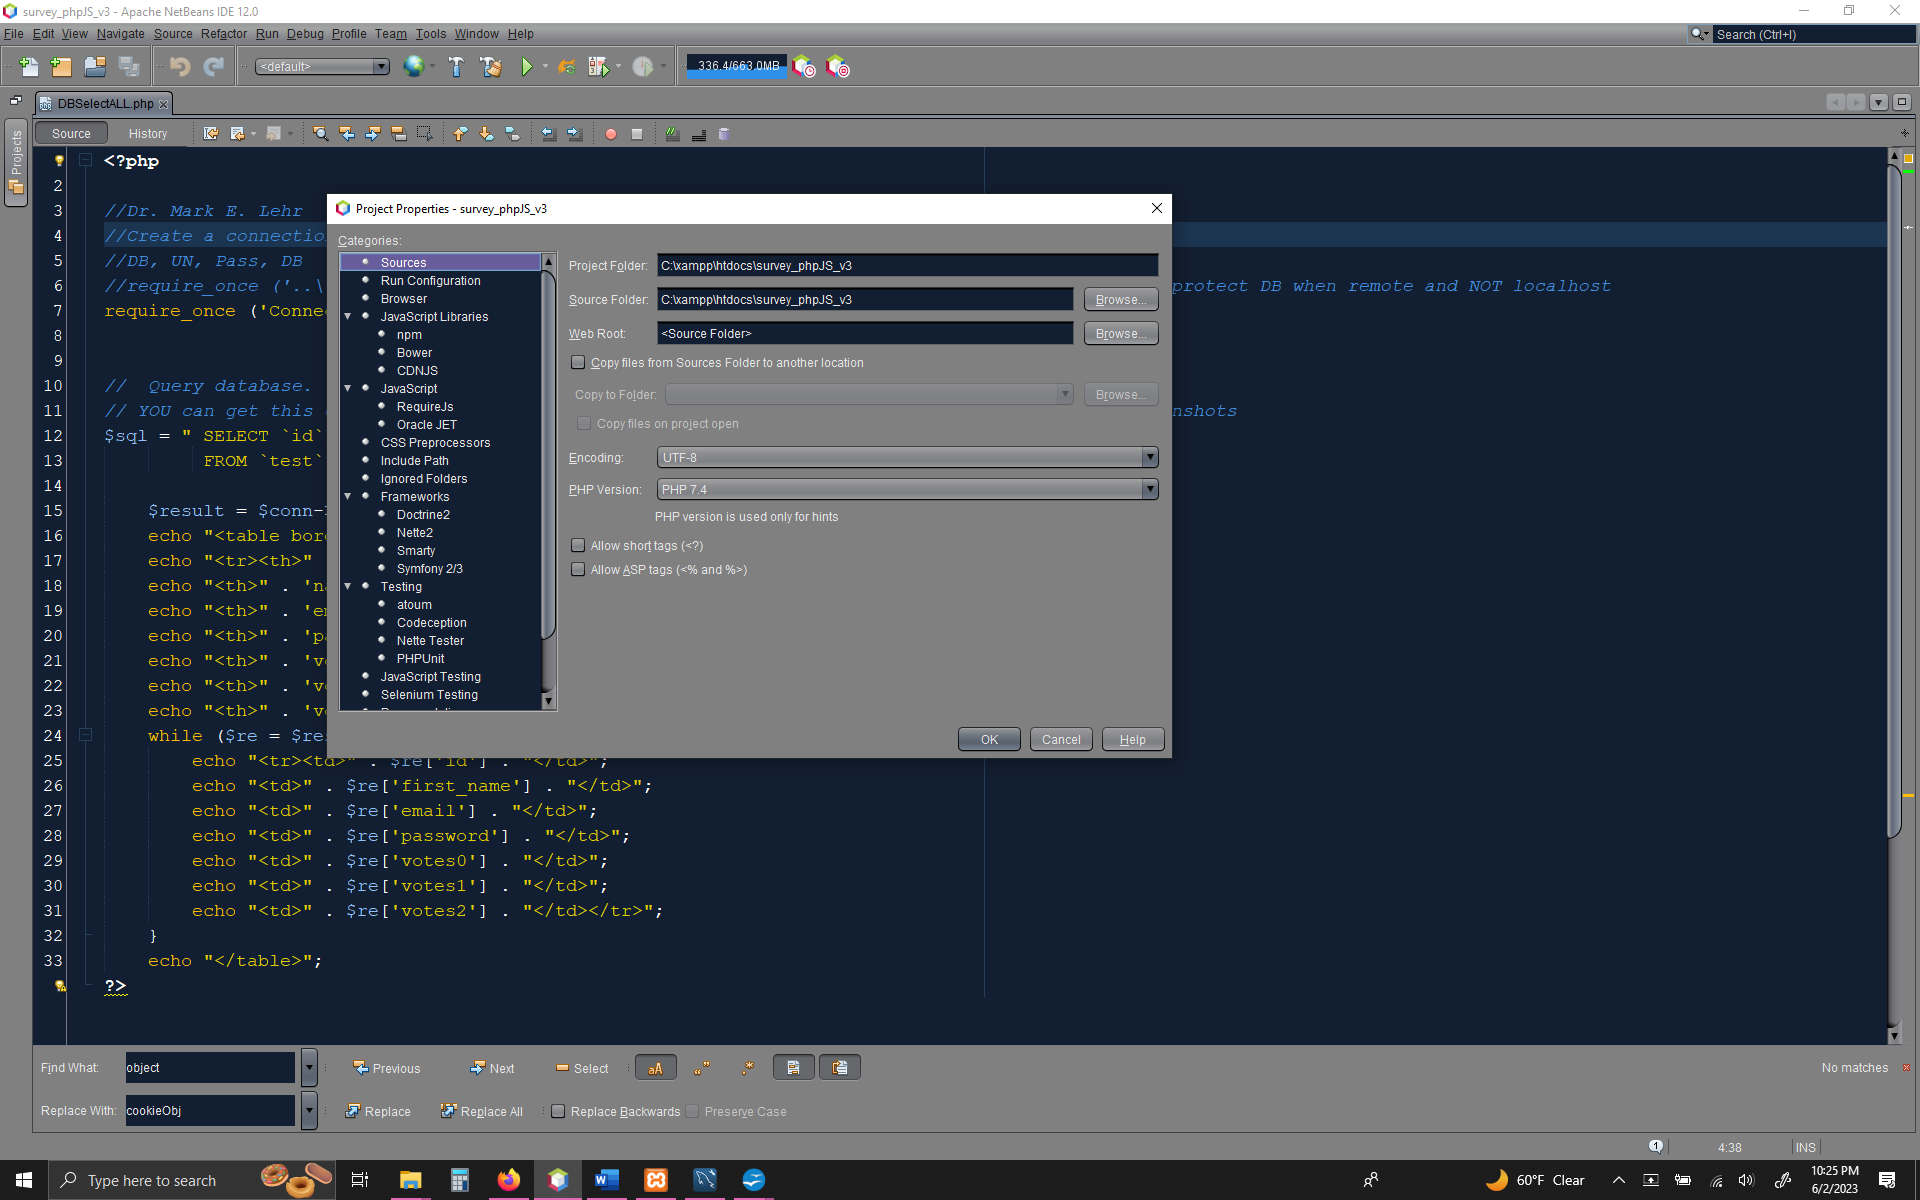 survey_phpJS_v3 - Apache NetBeans IDE 12.0
File Edit View Navigate Source Refactor Run Debug Profile Team Tools Window Help
Search (Ctrl+I)
<default>
336.4/663.0MB
DBSelectALL.php
Projects
Source History
<?php
2
3 //Dr. Mark E. Lehr
4 //Create a connectio
5 //DB, UN, Pass, DB
6 //require_once ('..\ protect DB when remote and NOT localhost
7 require_once ('Conne
8
9
10 // Query database.
11 // YOU can get this nshots
12 $sql = " SELECT `id`
13 FROM `test`
14
15 $result = $conn-
16 echo "<table bor
17 echo "<tr><th>"
18 echo "<th>" . 'na
19 echo "<th>" . 'em
20 echo "<th>" . 'pa
21 echo "<th>" . 'vo
22 echo "<th>" . 'vo
23 echo "<th>" . 'vo
24 while ($re = $res
25 echo "<tr><td>" . $re['id'] . "</td>";
26 echo "<td>" . $re['first_name'] . "</td>";
27 echo "<td>" . $re['email'] . "</td>";
28 echo "<td>" . $re['password'] . "</td>";
29 echo "<td>" . $re['votes0'] . "</td>";
30 echo "<td>" . $re['votes1'] . "</td>";
31 echo "<td>" . $re['votes2'] . "</td></tr>";
32 }
33 echo "</table>";
?>
Project Properties - survey_phpJS_v3
Categories:
Sources
Run Configuration
Browser
JavaScript Libraries
npm
Bower
CDNJS
JavaScript
RequireJs
Oracle JET
CSS Preprocessors
Include Path
Ignored Folders
Frameworks
Doctrine2
Nette2
Smarty
Symfony 2/3
Testing
atoum
Codeception
Nette Tester
PHPUnit
JavaScript Testing
Selenium Testing
Project Folder: C:\xampp\htdocs\survey_phpJS_v3
Source Folder: C:\xampp\htdocs\survey_phpJS_v3 Browse...
Web Root: <Source Folder> Browse...
Copy files from Sources Folder to another location
Copy to Folder: Browse...
Copy files on project open
Encoding: UTF-8
PHP Version: PHP 7.4
PHP version is used only for hints
Allow short tags (<?)
Allow ASP tags (<% and %>)
OK Cancel Help
Find What: object Previous Next Select aA No matches
Replace With: cookieObj Replace Replace All Replace Backwards Preserve Case
1 4:38 INS
Type here to search
60°F Clear
10:25 PM
6/2/2023